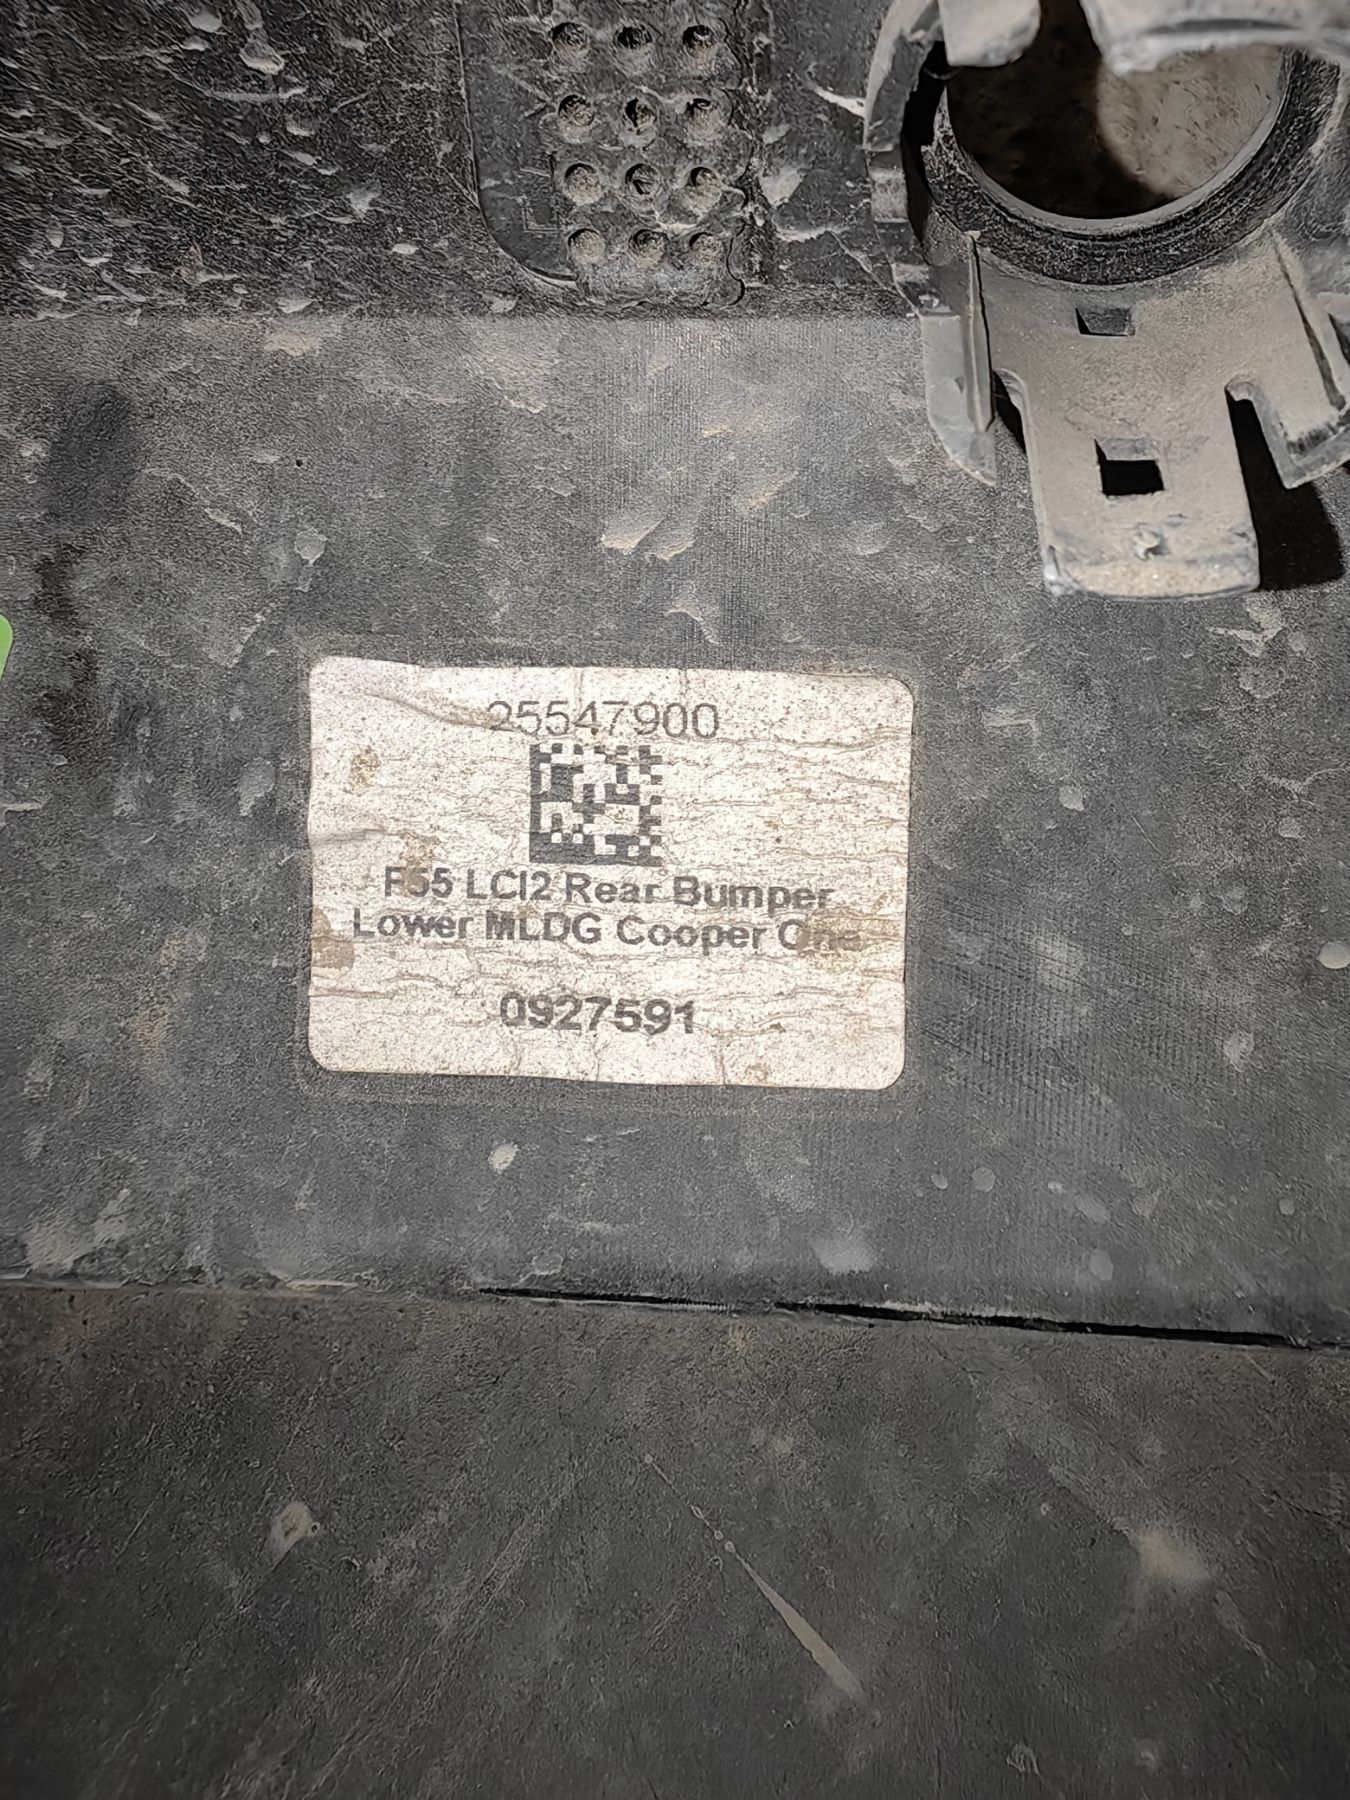 25547900
F55 LCI2 Rear Bumper
Lower MLDG Cooper One
0927591